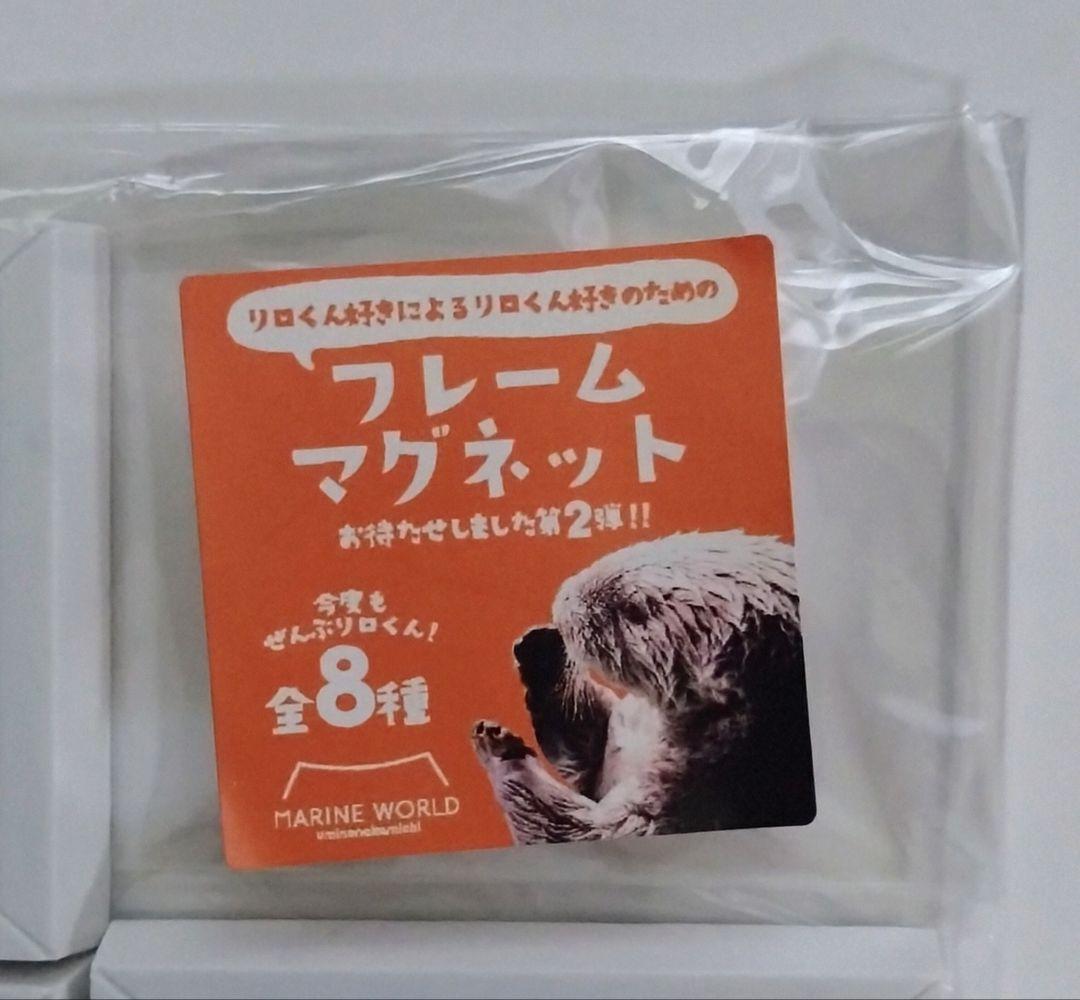 リロくん好きによるリロくん好きのための
フレーム
マグネット
お待たせしました第2弾!!
今度も
ぜんぶリロくん!
全8種
MARINE WORLD
uminonakamichi